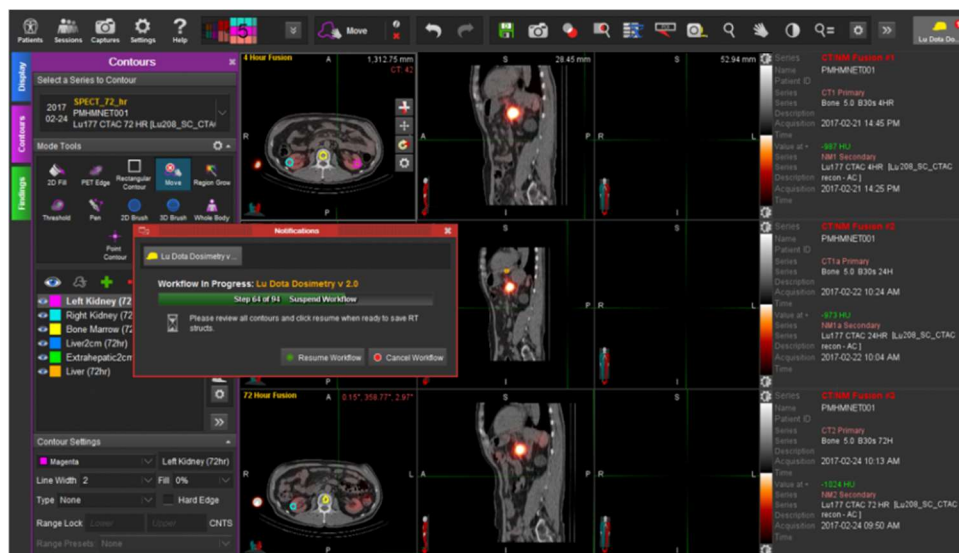 Patients Sessions Captures Settings Help
5
Move
Lu Data Do...
Contours
Select a Series to Contour
2017 02-24
SPECT_72_hr
PMHMNET001
Lu177 CTAC 72 HR [Lu208_SC_CTA
Mode Tools
2D Fill PET Edge Rectangular Contour Move Region Grow
Threshold Pen 2D Brush 3D Brush Whole Body
Point Contour
Left Kidney (72
Right Kidney (72
Bone Marrow (72
Liver2cm (72hr)
Extrahepatic2cm
Liver (72hr)
Contour Settings
Magenta Left Kidney (72hr)
Line Width 2 Fill 0%
Type None Hard Edge
Range Lock Lower Upper CNTS
Range Presets None
Display
Contours
Findings
4 Hour Fusion A 1,312.75 mm
CT: 42
R
L
P
S 28.45 mm
A
P
I
S 52.94 mm
R
I
Notifications
Lu Dota Dosimetry v ...
Workflow In Progress: Lu Dota Dosimetry v 2.0
Step 64 of 94 Suspend Workflow
Please review all contours and click resume when ready to save RT
structs.
Resume Workflow Cancel Workflow
S
P
R
I
S
I
72 Hour Fusion A 0.15°, 358.77°, 2.97°
R
L
P
S
A
P
I
S
R
I
Series CT/NM Fusion #1
Name PMHMNET001
Patient ID
Series CT1 Primary
Series Bone 5.0 B30s 4HR
Description
Acquisition 2017-02-21 14:45 PM
Time
Value at + -987 HU
Series NM1 Secondary
Series Lu177 CTAC 4HR [Lu208_SC_CTAC
Description recon - AC ]
Acquisition 2017-02-21 14:25 PM
Time
Series CT/NM Fusion #2
Name PMHMNET001
Patient ID
Series CT1a Primary
Series Bone 5.0 B30s 24H
Description
Acquisition 2017-02-22 10:24 AM
Time
Value at + -973 HU
Series NM1a Secondary
Series Lu177 CTAC 24HR [Lu208_SC_CTAC
Description recon - AC ]
Acquisition 2017-02-22 10:04 AM
Time
Series CT/NM Fusion #3
Name PMHMNET001
Patient ID
Series CT2 Primary
Series Bone 5.0 B30s 72H
Description
Acquisition 2017-02-24 10:13 AM
Time
Value at + -1024 HU
Series NM2 Secondary
Series Lu177 CTAC 72 HR [Lu208_SC_CTAC
Description recon - AC ]
Acquisition 2017-02-24 09:50 AM
Time